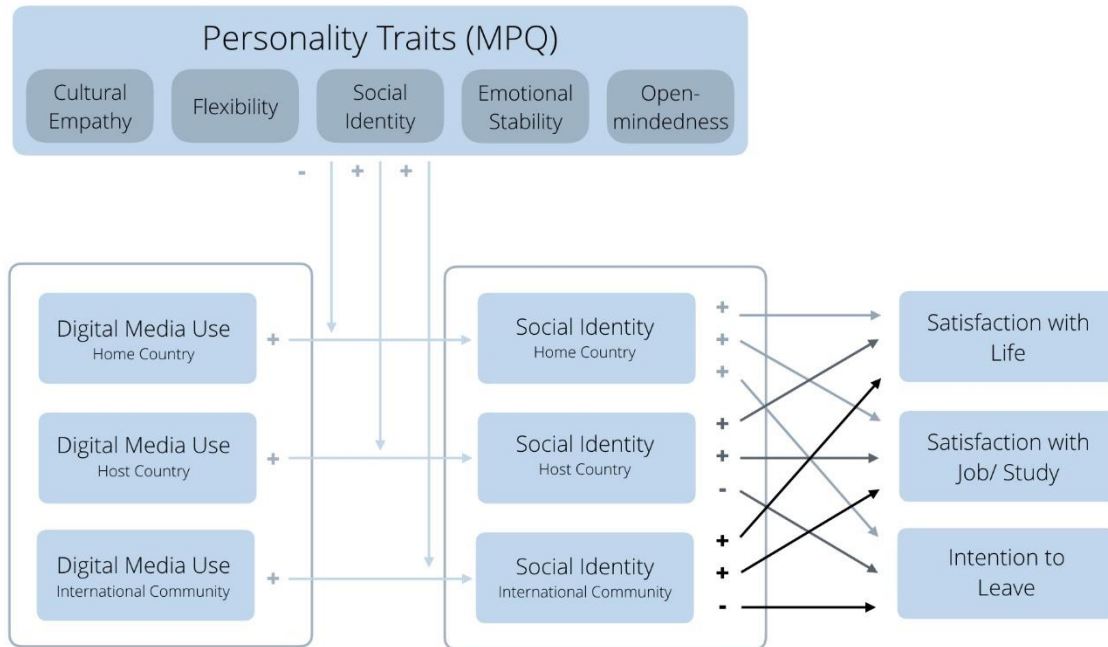 Personality Traits (MPQ)
Cultural
Empathy
Flexibility
Social
Identity
Emotional
Stability
Open-
mindedness
- + +
Digital Media Use
Home Country
+
Social Identity
Home Country
+
+
+
Satisfaction with
Life
Digital Media Use
Host Country
+
Social Identity
Host Country
+
+
-
Satisfaction with
Job/ Study
Digital Media Use
International Community
+
Social Identity
International Community
+
+
-
Intention to
Leave